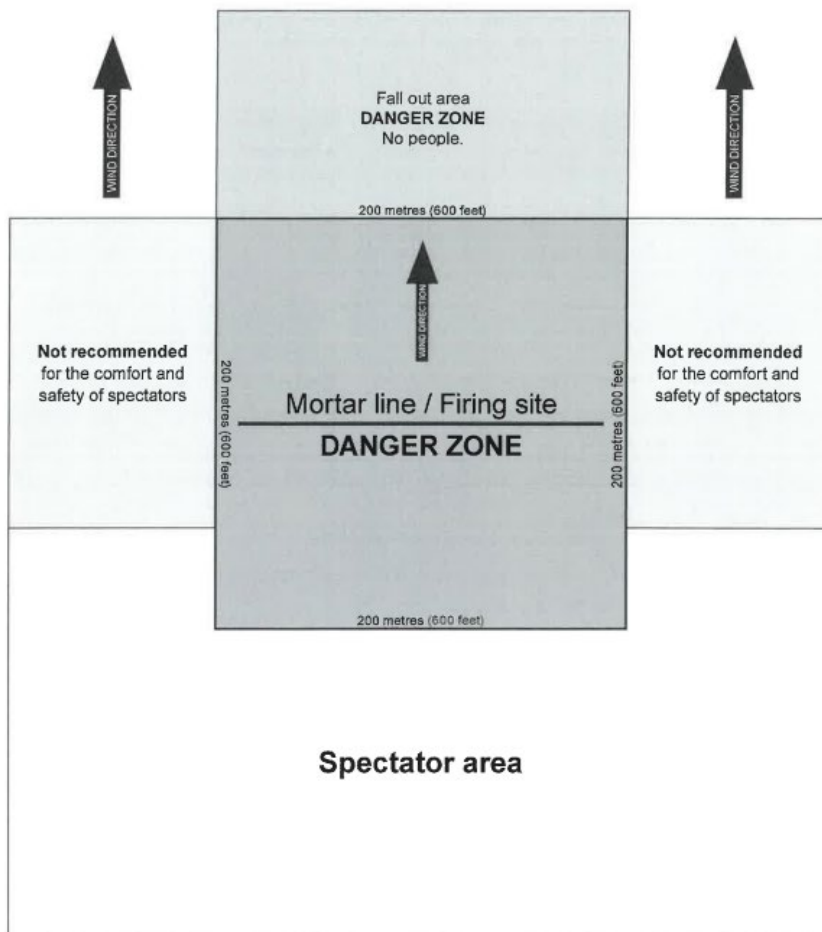 WIND DIRECTION
WIND DIRECTION
Fall out area
DANGER ZONE
No people.
200 metres (600 feet)
WIND DIRECTION
Not recommended
for the comfort and
safety of spectators
200 metres (600 feet)
Mortar line / Firing site
DANGER ZONE
200 metres (600 feet)
Not recommended
for the comfort and
safety of spectators
200 metres (600 feet)
Spectator area